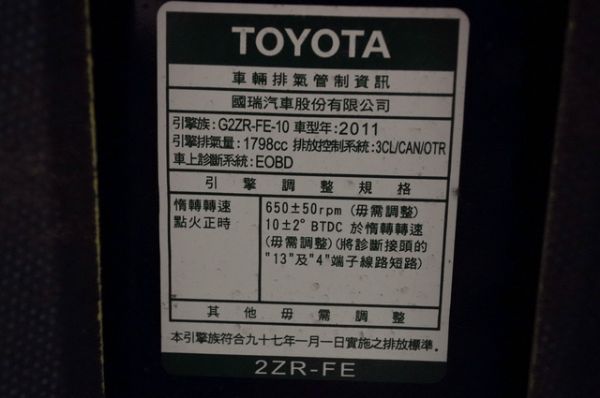 TOYOTA
車輛排氣管制資訊
國瑞汽車股份有限公司
引擎族:G2ZR-FE-10 車型年:2011
引擎排氣量:1798cc 排放控制系統:3CL/CAN/OTR
車上診斷系統:EOBD
引擎調整規格
惰轉轉速 650±50rpm (毋需調整)
點火正時 10±2° BTDC 於惰轉轉速
(毋需調整)(將診斷接頭的
"13"及"4"端子線路短路)
其他毋需調整
本引擎族符合九十七年一月一日實施之排放標準.
2ZR-FE